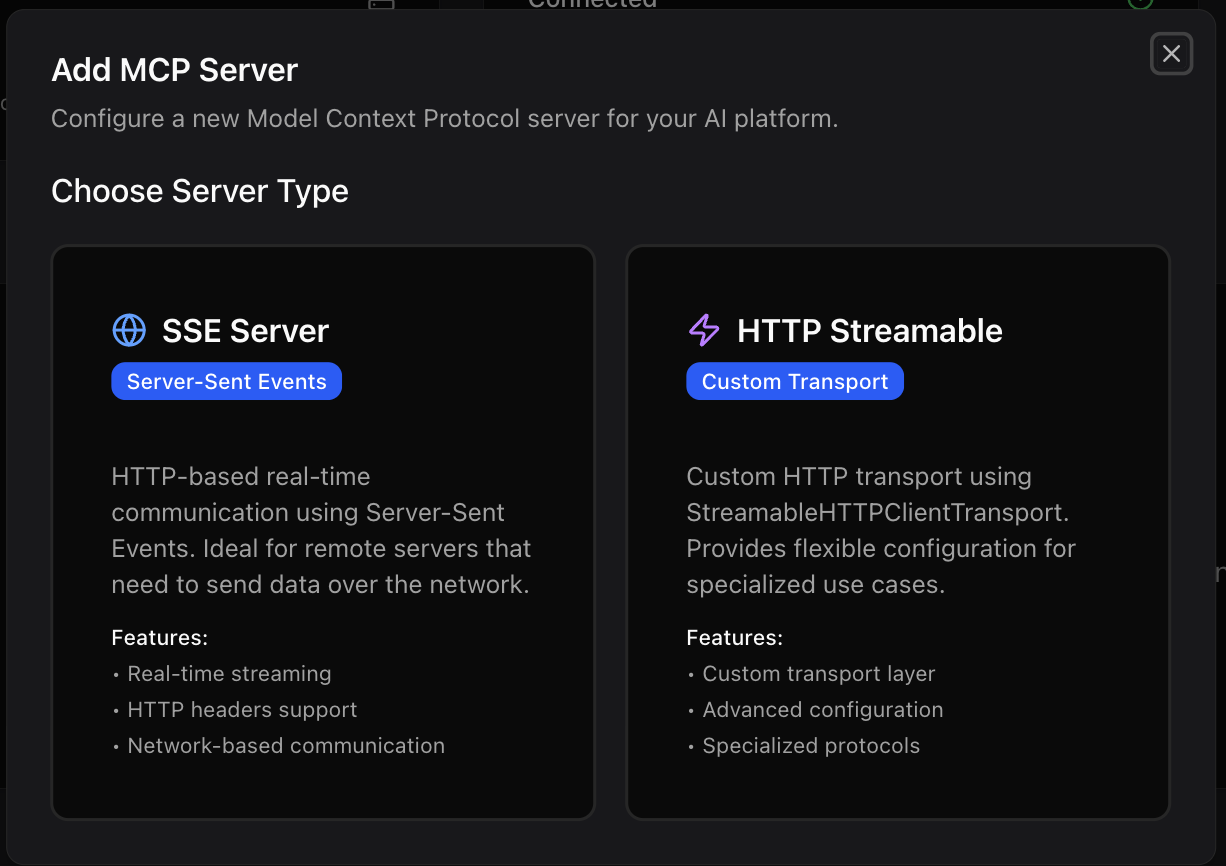 Connected
Add MCP Server
Configure a new Model Context Protocol server for your AI platform.
Choose Server Type
SSE Server
Server-Sent Events
HTTP-based real-time
communication using Server-Sent
Events. Ideal for remote servers that
need to send data over the network.
Features:
• Real-time streaming
• HTTP headers support
• Network-based communication
HTTP Streamable
Custom Transport
Custom HTTP transport using
StreamableHTTPClientTransport.
Provides flexible configuration for
specialized use cases.
Features:
• Custom transport layer
• Advanced configuration
• Specialized protocols